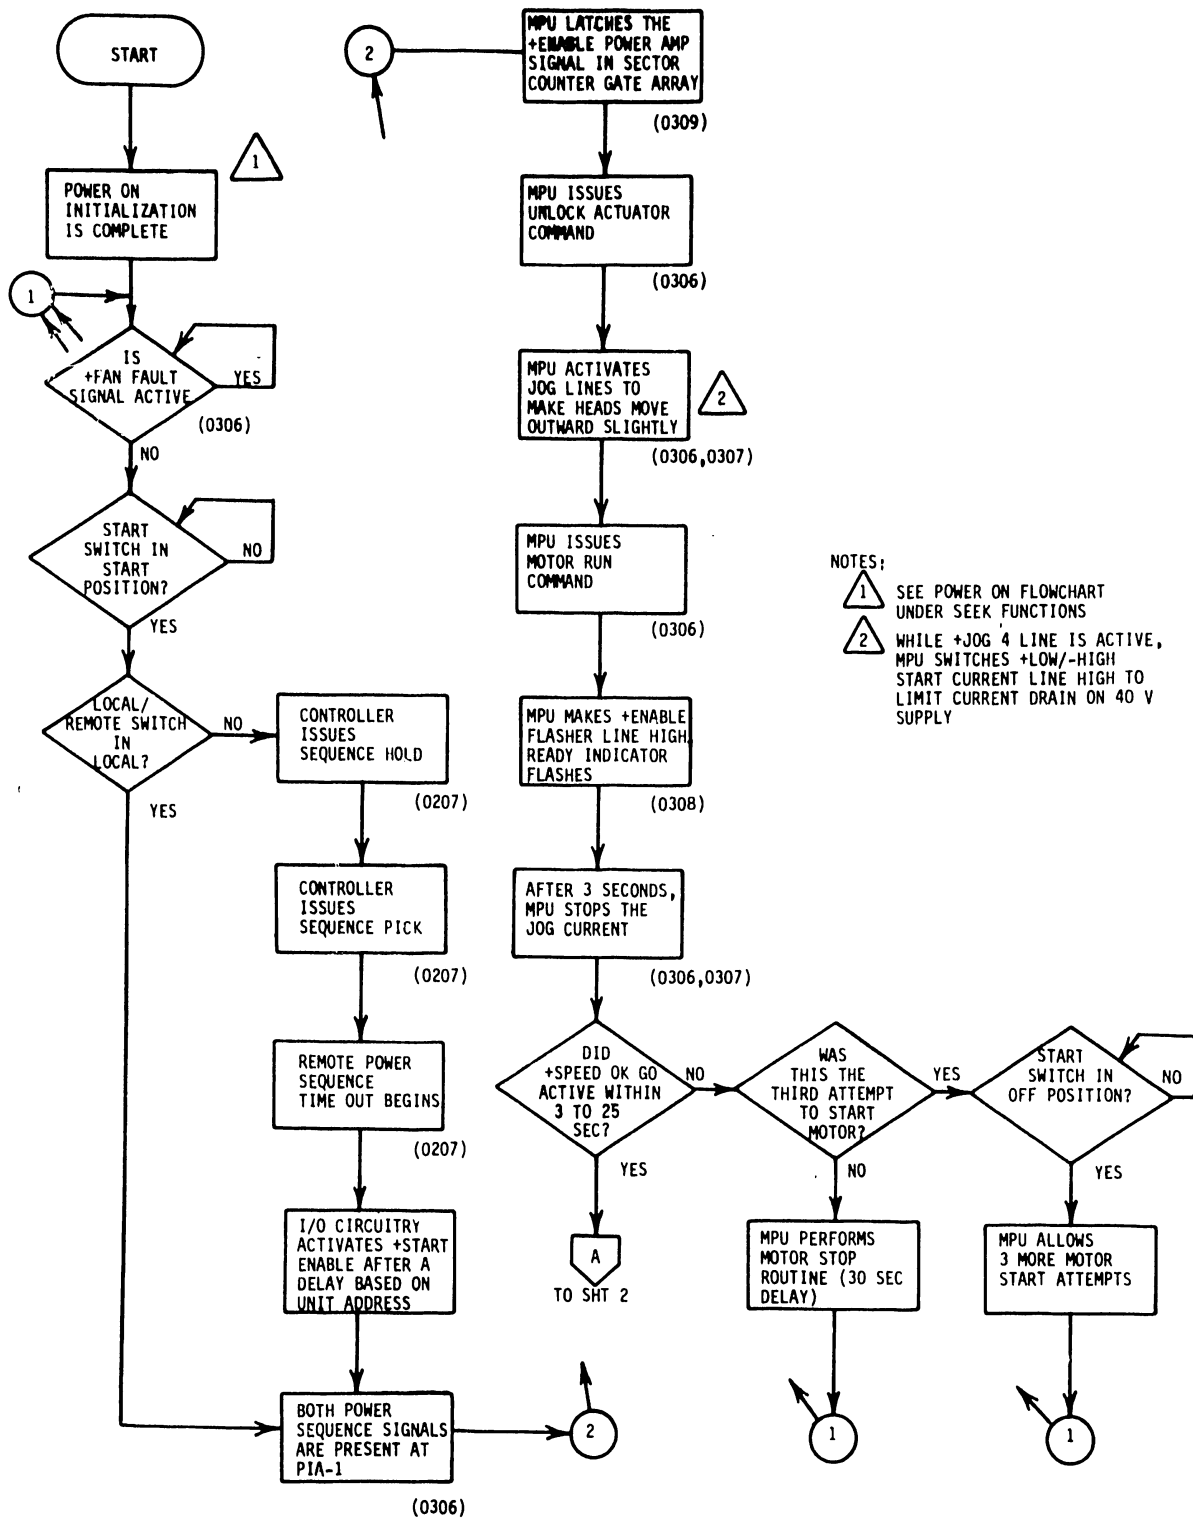 START
1
POWER ON
INITIALIZATION
IS COMPLETE
1
IS
+FAN FAULT
SIGNAL ACTIVE
YES
(0306)
NO
START
SWITCH IN
START
POSITION?
NO
YES
LOCAL/
REMOTE SWITCH
IN
LOCAL?
NO
YES
CONTROLLER
ISSUES
SEQUENCE HOLD
(0207)
CONTROLLER
ISSUES
SEQUENCE PICK
(0207)
REMOTE POWER
SEQUENCE
TIME OUT BEGINS
(0207)
I/O CIRCUITRY
ACTIVATES +START
ENABLE AFTER A
DELAY BASED ON
UNIT ADDRESS
BOTH POWER
SEQUENCE SIGNALS
ARE PRESENT AT
PIA-1
(0306)
2
2
MPU LATCHES THE
+ENABLE POWER AMP
SIGNAL IN SECTOR
COUNTER GATE ARRAY
(0309)
MPU ISSUES
UNLOCK ACTUATOR
COMMAND
(0306)
MPU ACTIVATES
JOG LINES TO
MAKE HEADS MOVE
OUTWARD SLIGHTLY
2
(0306,0307)
MPU ISSUES
MOTOR RUN
COMMAND
(0306)
MPU MAKES +ENABLE
FLASHER LINE HIGH
READY INDICATOR
FLASHES
(0308)
AFTER 3 SECONDS,
MPU STOPS THE
JOG CURRENT
(0306,0307)
DID
+SPEED OK GO
ACTIVE WITHIN
3 TO 25
SEC?
NO
YES
A
TO SHT 2
WAS
THIS THE
THIRD ATTEMPT
TO START
MOTOR?
YES
NO
MPU PERFORMS
MOTOR STOP
ROUTINE (30 SEC
DELAY)
1
START
SWITCH IN
OFF POSITION?
NO
YES
MPU ALLOWS
3 MORE MOTOR
START ATTEMPTS
1
NOTES:
1
SEE POWER ON FLOWCHART
UNDER SEEK FUNCTIONS
2
WHILE +JOG 4 LINE IS ACTIVE,
MPU SWITCHES +LOW/-HIGH
START CURRENT LINE HIGH TO
LIMIT CURRENT DRAIN ON 40 V
SUPPLY